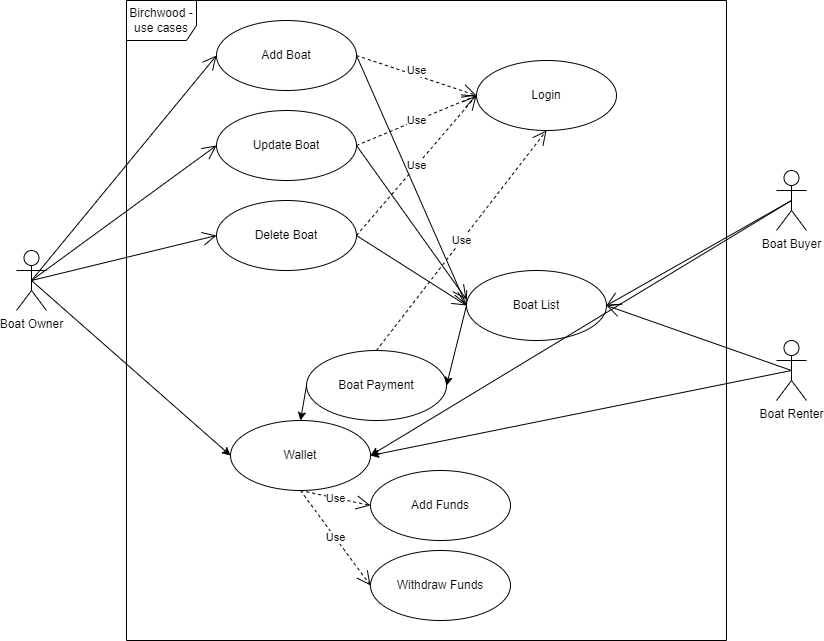 Birchwood -
use cases
Add Boat
Use
Login
Use
Update Boat
Use
Delete Boat
Use
Boat Buyer
Boat Owner
Boat List
Boat Payment
Boat Renter
Wallet
Use
Add Funds
Use
Withdraw Funds